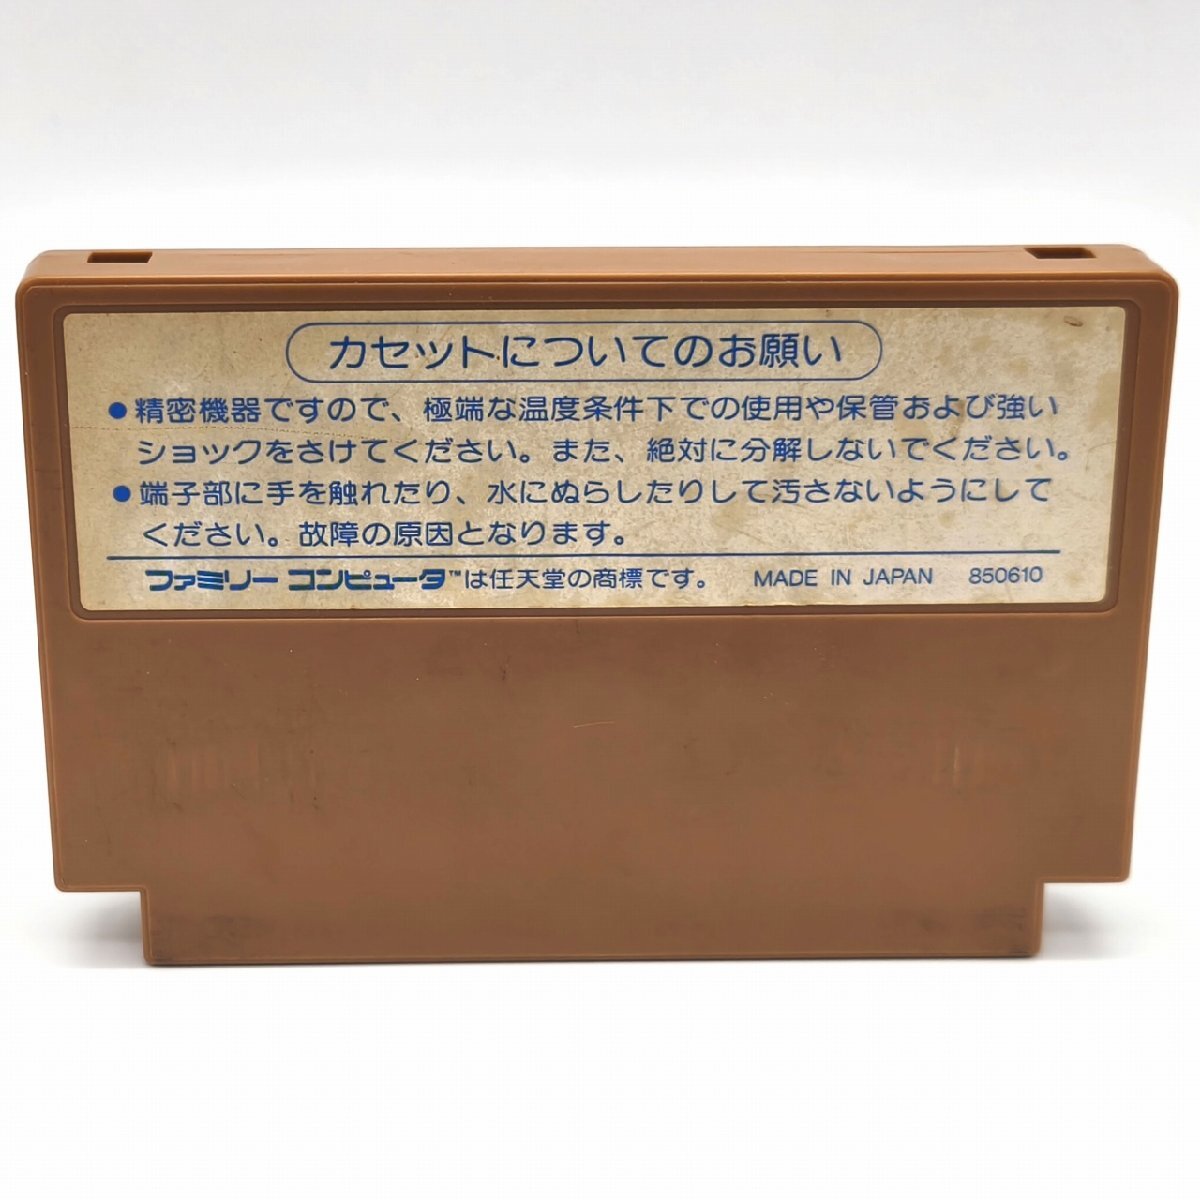 カセットについてのお願い
●精密機器ですので、極端な温度条件下での使用や保管および強い
ショックをさけてください。また、絶対に分解しないでください。
●端子部に手を触れたり、水にぬらしたりして汚さないようにして
ください。故障の原因となります。
ファミリー コンピュータ™は任天堂の商標です。 MADE IN JAPAN 850610